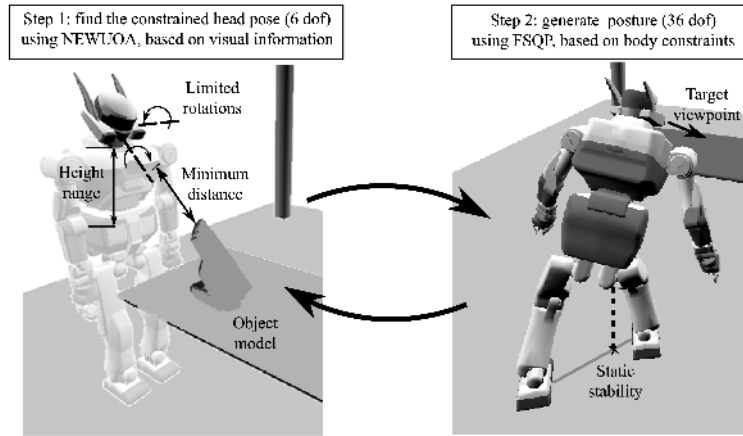 Step 1: find the constrained head pose (6 dof)
using NEWUOA, based on visual information
Step 2: generate posture (36 dof)
using FSQP, based on body constraints
Limited
rotations
Height
range
Minimum
distance
Object
model
Target
viewpoint
Static
stability